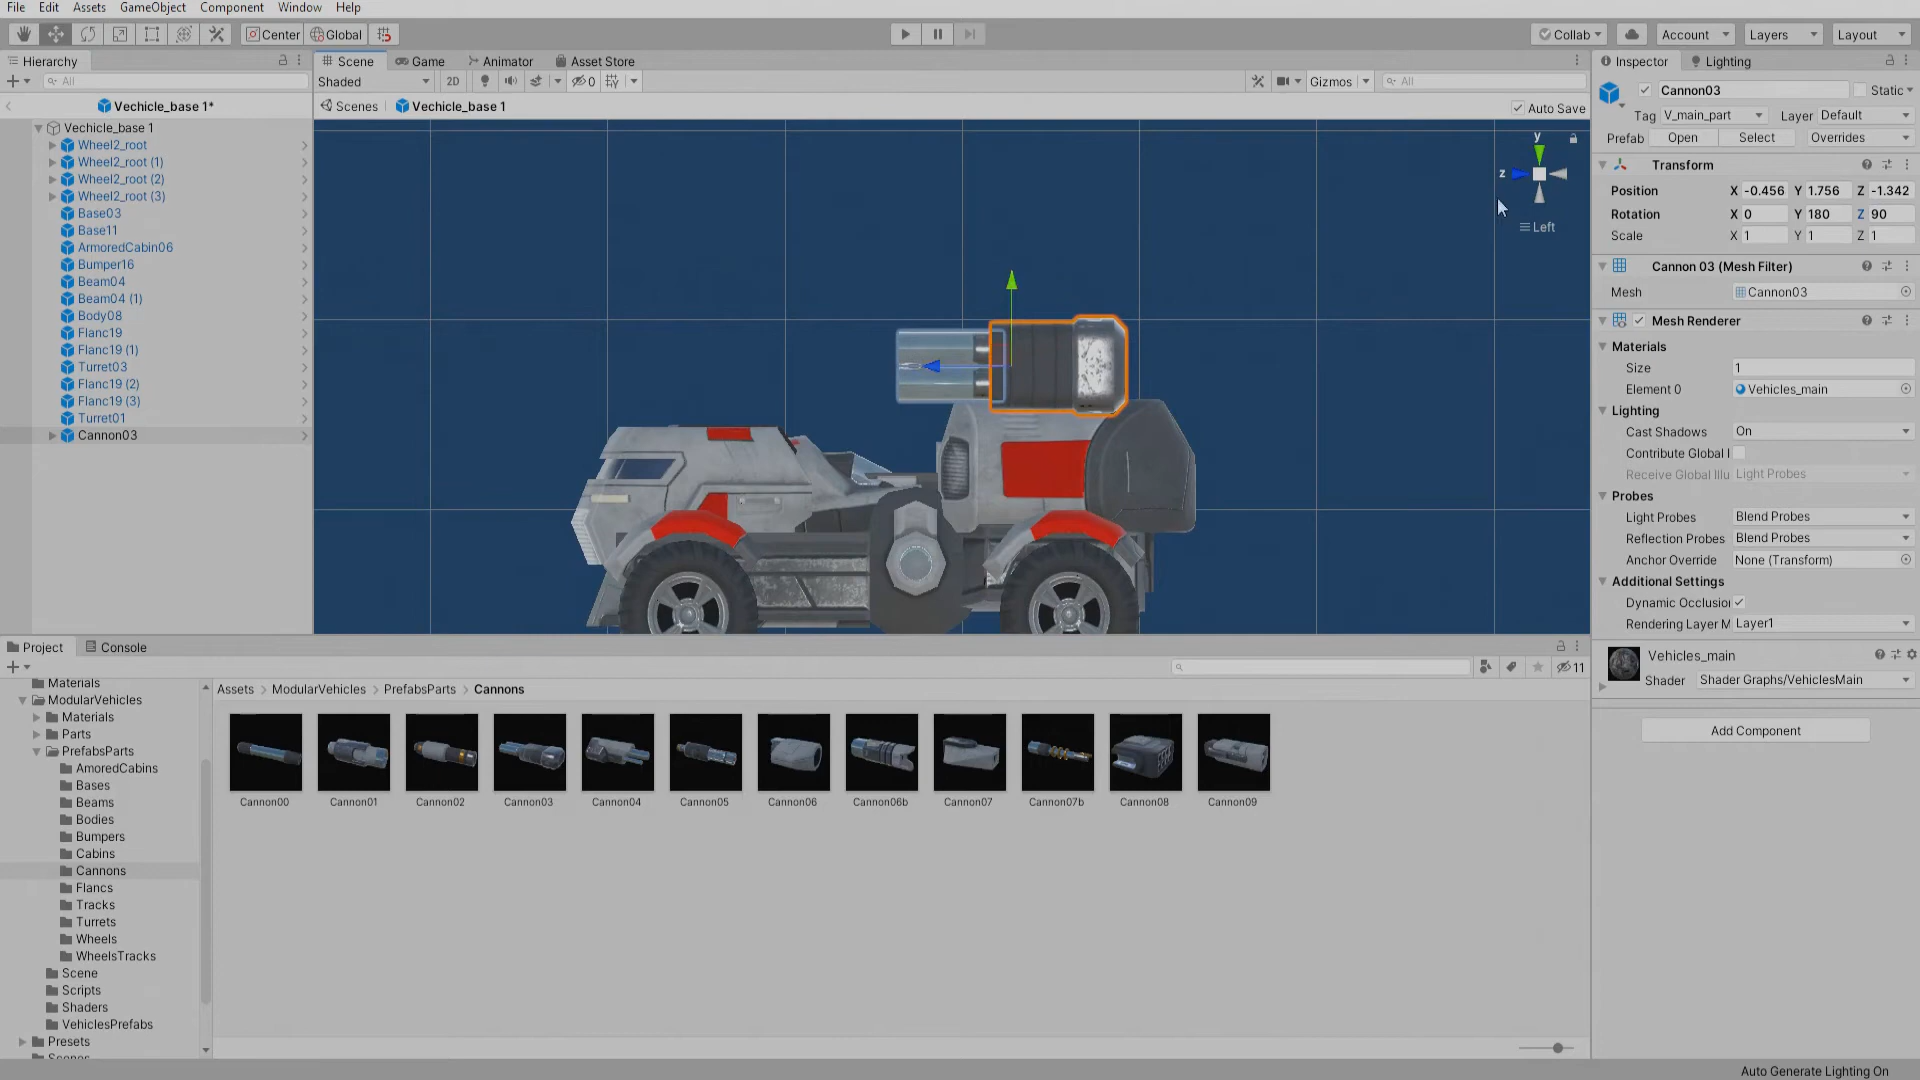 File Edit Assets GameObject Component Window Help
Center Global Collab Account Layers Layout
Hierarchy
All
Vechicle_base 1*
Vechicle_base 1
Wheel2_root
Wheel2_root (1)
Wheel2_root (2)
Wheel2_root (3)
Base03
Base11
ArmoredCabin06
Bumper16
Beam04
Beam04 (1)
Body08
Flanc19
Flanc19 (1)
Turret03
Flanc19 (2)
Flanc19 (3)
Turret01
Cannon03
Scene Game Animator Asset Store
Shaded 2D 0 Gizmos All
Scenes Vechicle_base 1 Auto Save
y
z
Left
Inspector Lighting
Cannon03 Static
Tag V_main_part Layer Default
Prefab Open Select Overrides
Transform
Position X -0.456 Y 1.756 Z -1.342
Rotation X 0 Y 180 Z 90
Scale X 1 Y 1 Z 1
Cannon 03 (Mesh Filter)
Mesh Cannon03
Mesh Renderer
Materials
Size 1
Element 0 Vehicles_main
Lighting
Cast Shadows On
Contribute Global I
Receive Global Illu Light Probes
Probes
Light Probes Blend Probes
Reflection Probes Blend Probes
Anchor Override None (Transform)
Additional Settings
Dynamic Occlusio
Rendering Layer M Layer1
Vehicles_main
Shader Shader Graphs/VehiclesMain
Add Component
Project Console
11
Materials
ModularVehicles
Materials
Parts
PrefabsParts
AmoredCabins
Bases
Beams
Bodies
Bumpers
Cabins
Cannons
Flancs
Tracks
Turrets
Wheels
WheelsTracks
Scene
Scripts
Shaders
VehiclesPrefabs
Presets
Scenes
Assets > ModularVehicles > PrefabsParts > Cannons
Cannon00 Cannon01 Cannon02 Cannon03 Cannon04 Cannon05 Cannon06 Cannon06b Cannon07 Cannon07b Cannon08 Cannon09
Auto Generate Lighting On